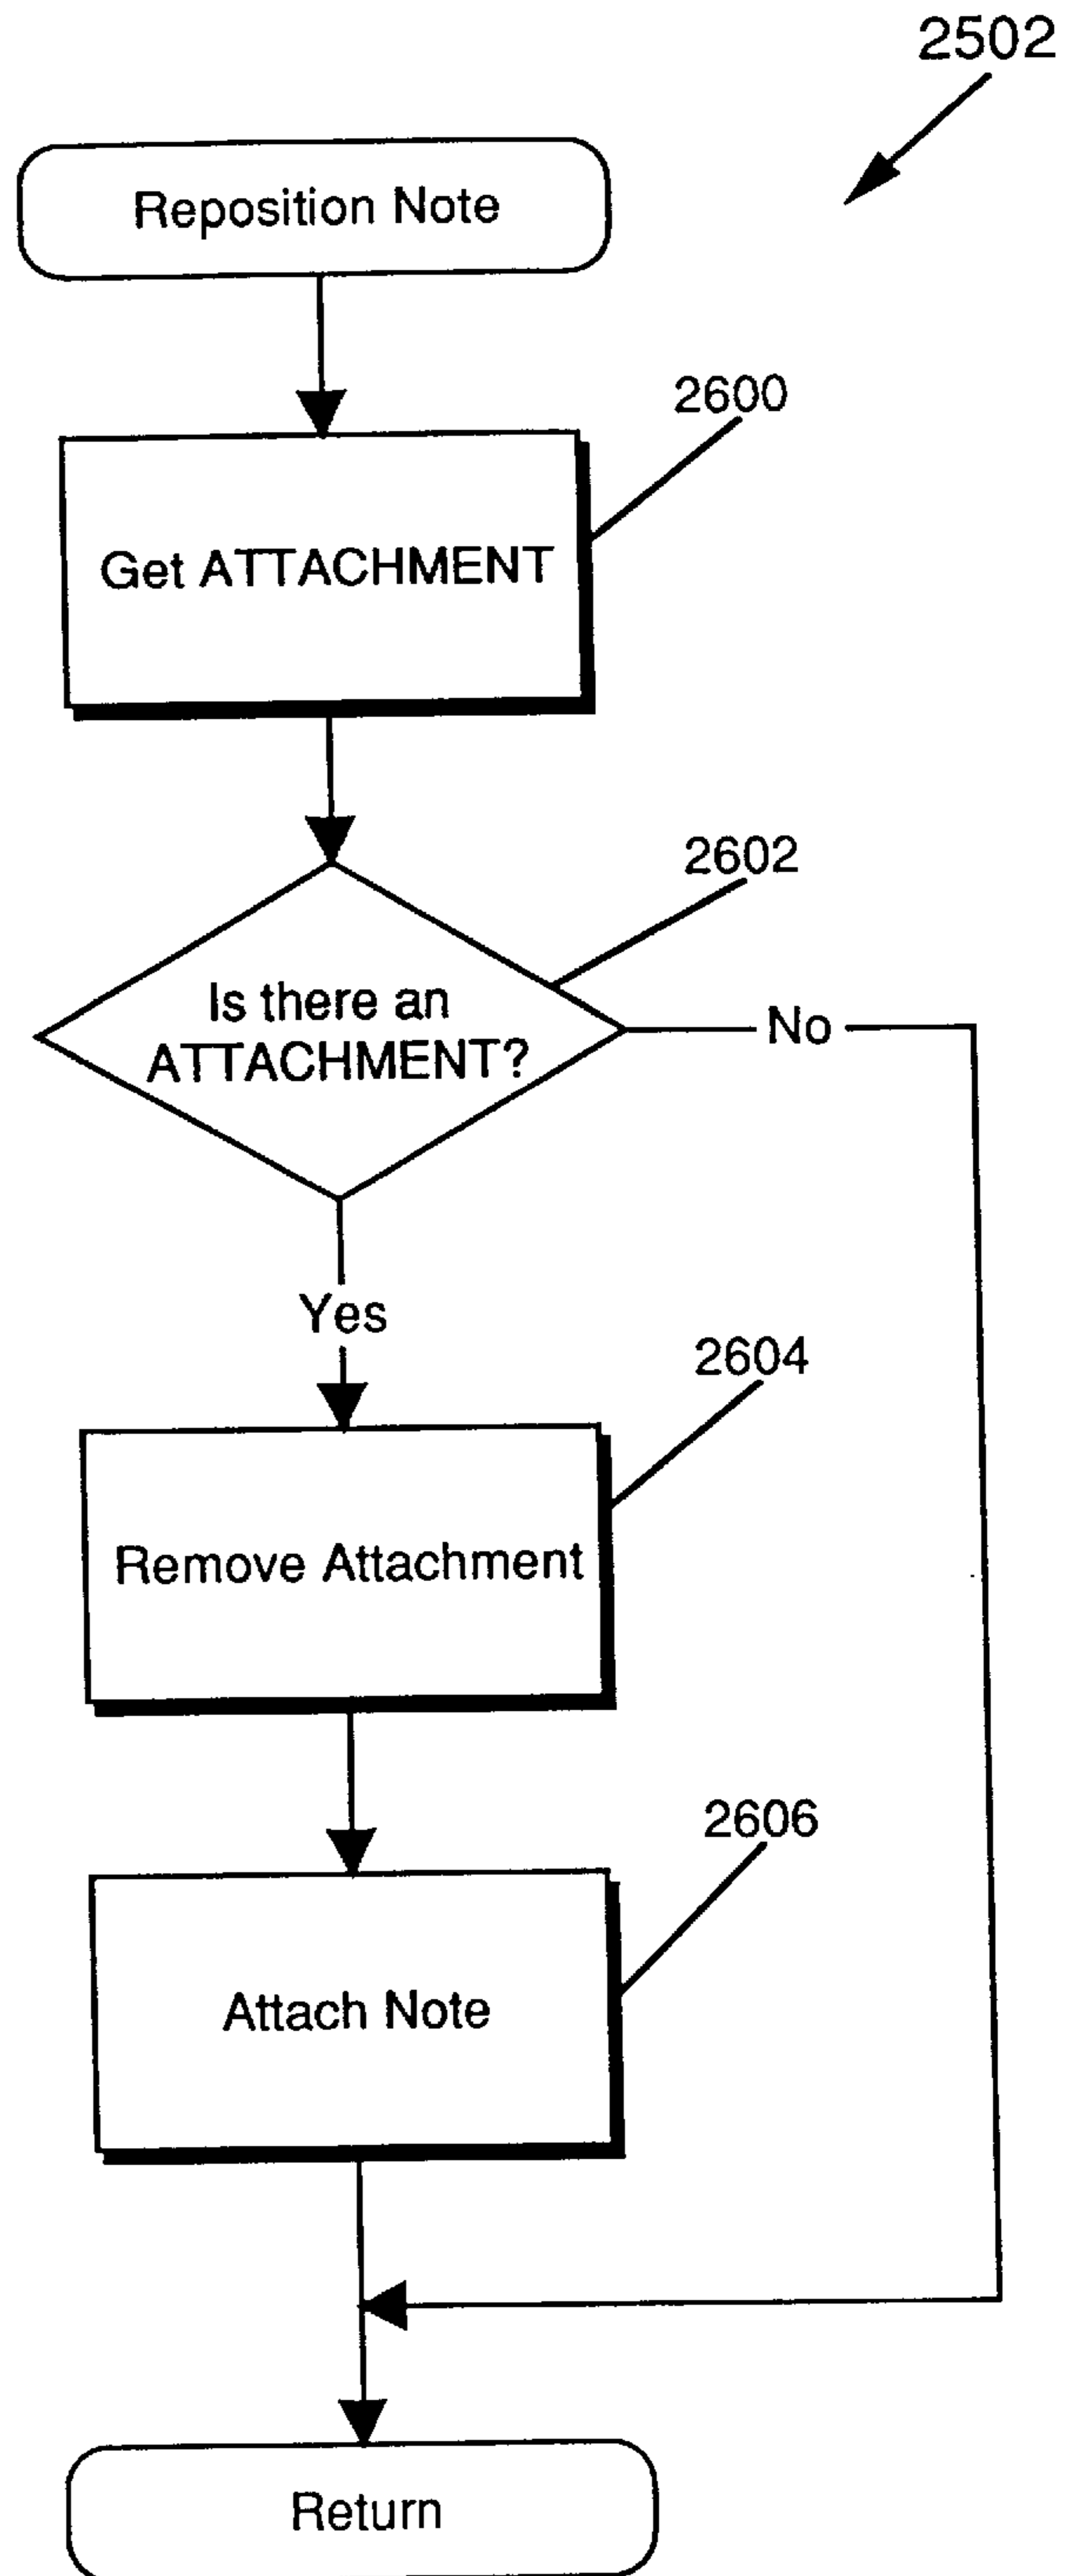 2502
Reposition Note
2600
Get ATTACHMENT
2602
Is there an
ATTACHMENT?
No
Yes
2604
Remove Attachment
2606
Attach Note
Return